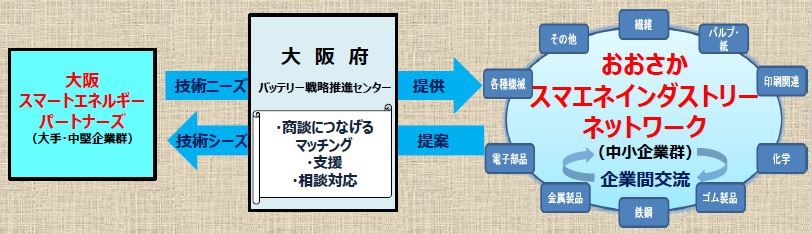 大阪
スマートエネルギー
パートナーズ
(大手・中堅企業群)
技術ニーズ
技術シーズ
大阪府
バッテリー戦略推進センター
・商談につなげる
マッチング
・支援
・相談対応
提供
提案
おおさか
スマエネインダストリー
ネットワーク
(中小企業群)
企業間交流
繊維
パルプ・
紙
印刷関連
化学
ゴム製品
鉄鋼
金属製品
電子部品
各種機械
その他